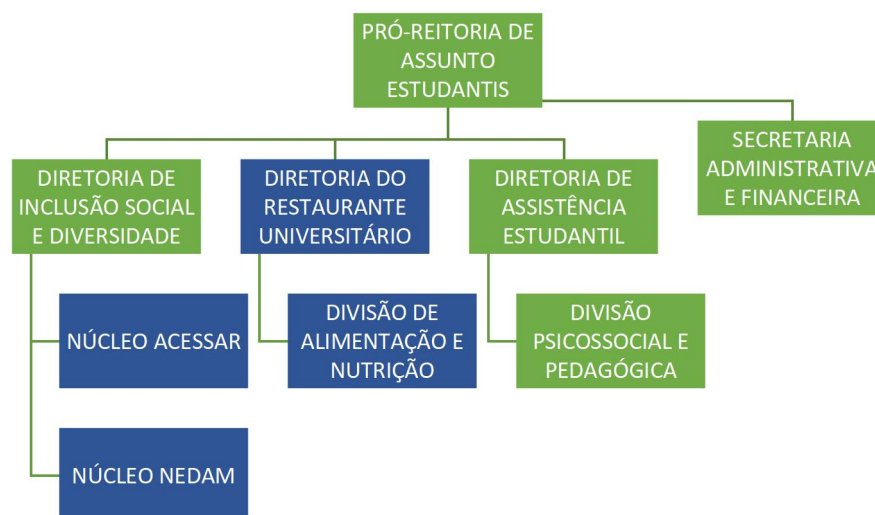 PRÓ-REITORIA DE
ASSUNTO
ESTUDANTIS
SECRETARIA
ADMINISTRATIVA
E FINANCEIRA
DIRETORIA DE
INCLUSÃO SOCIAL
E DIVERSIDADE
DIRETORIA DO
RESTAURANTE
UNIVERSITÁRIO
DIRETORIA DE
ASSISTÊNCIA
ESTUDANTIL
NÚCLEO ACESSAR
DIVISÃO DE
ALIMENTAÇÃO E
NUTRIÇÃO
DIVISÃO
PSICOSSOCIAL E
PEDAGÓGICA
NÚCLEO NEDAM